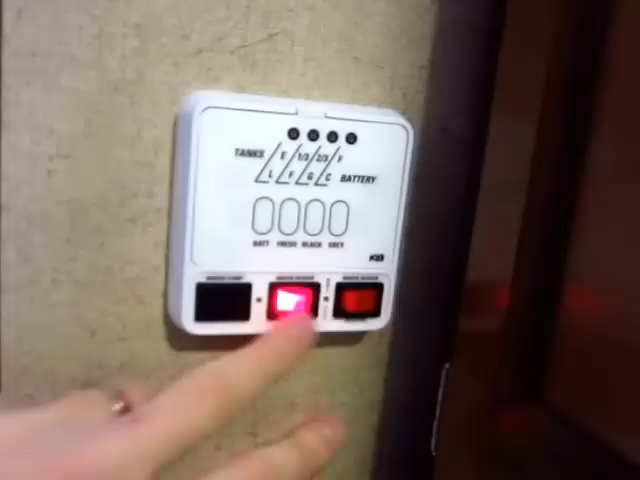 TANKS E 1/3 2/3 F
L F G C BATTERY
BATT FRESH BLACK GREY
KIB